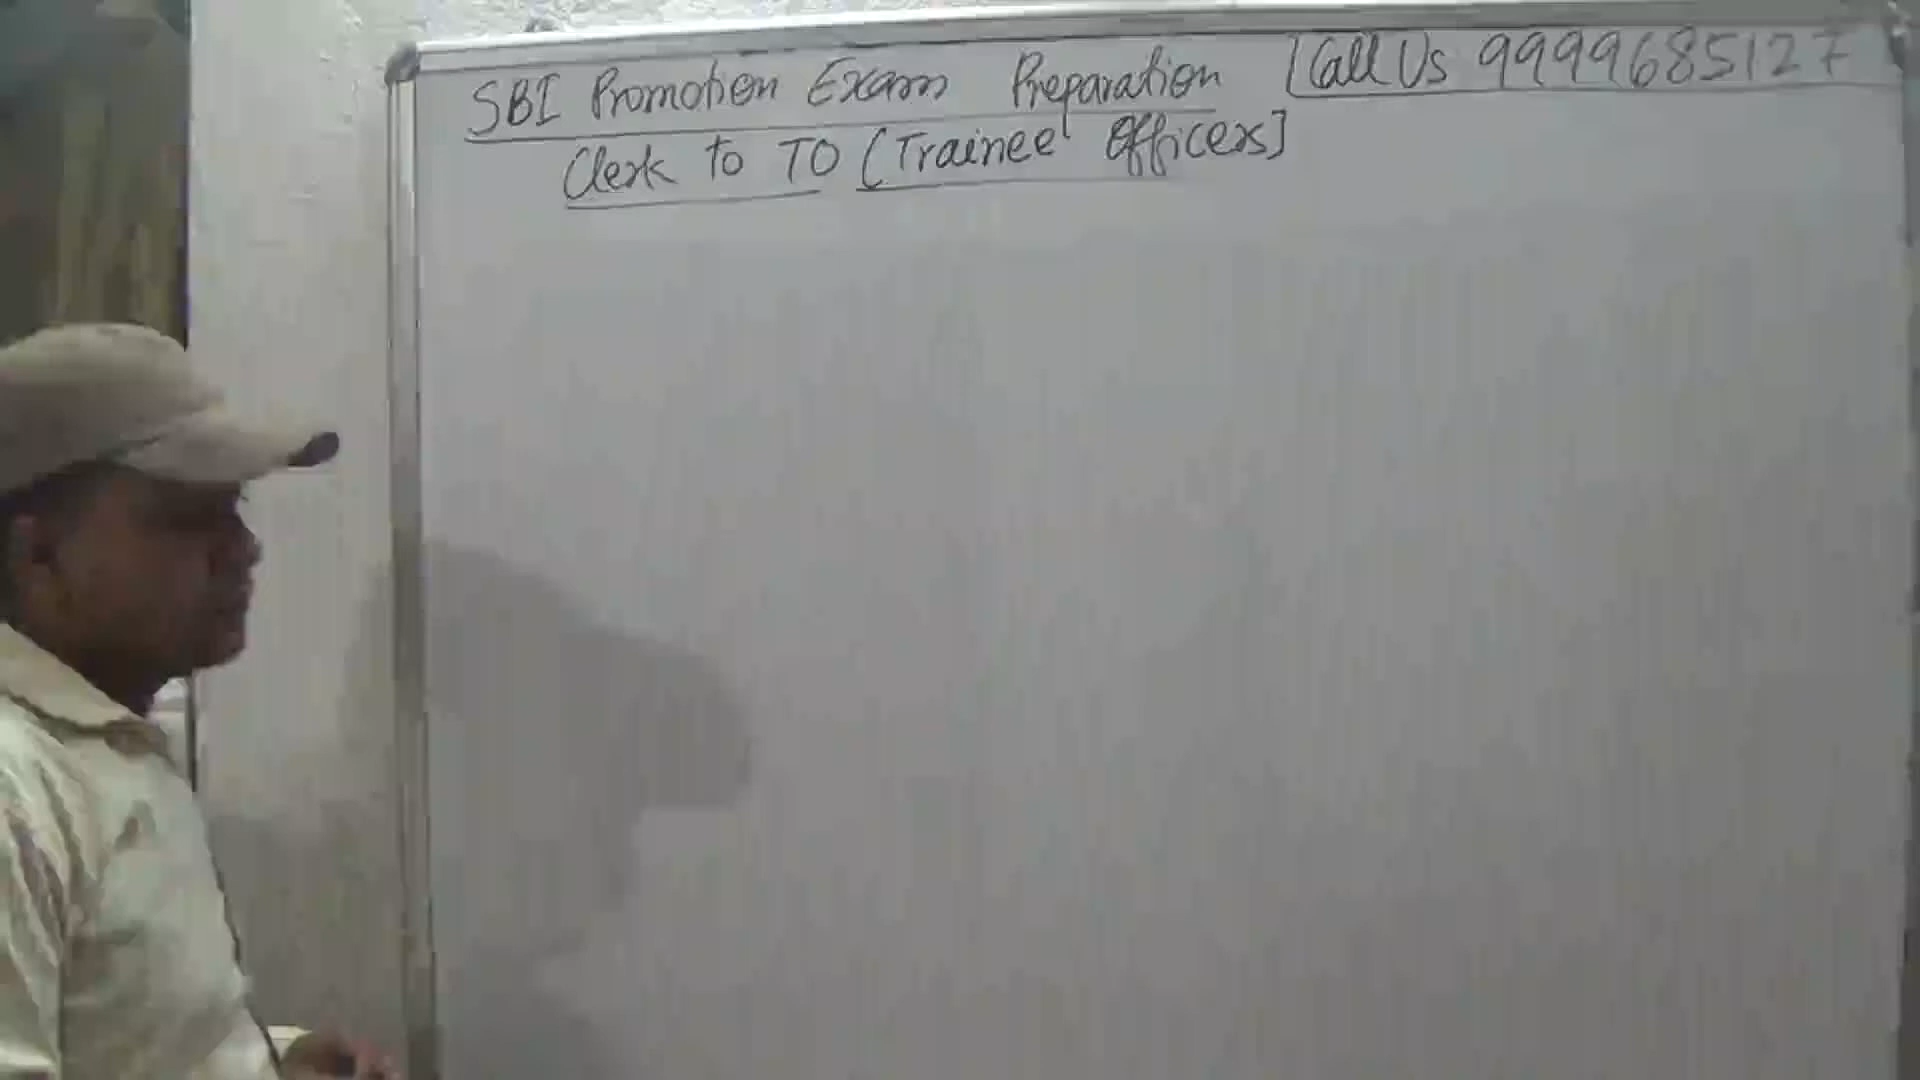 SBI Promotion Exam Preparation [Call Us 9999685127
Clerk to TO [Trainee Officers]